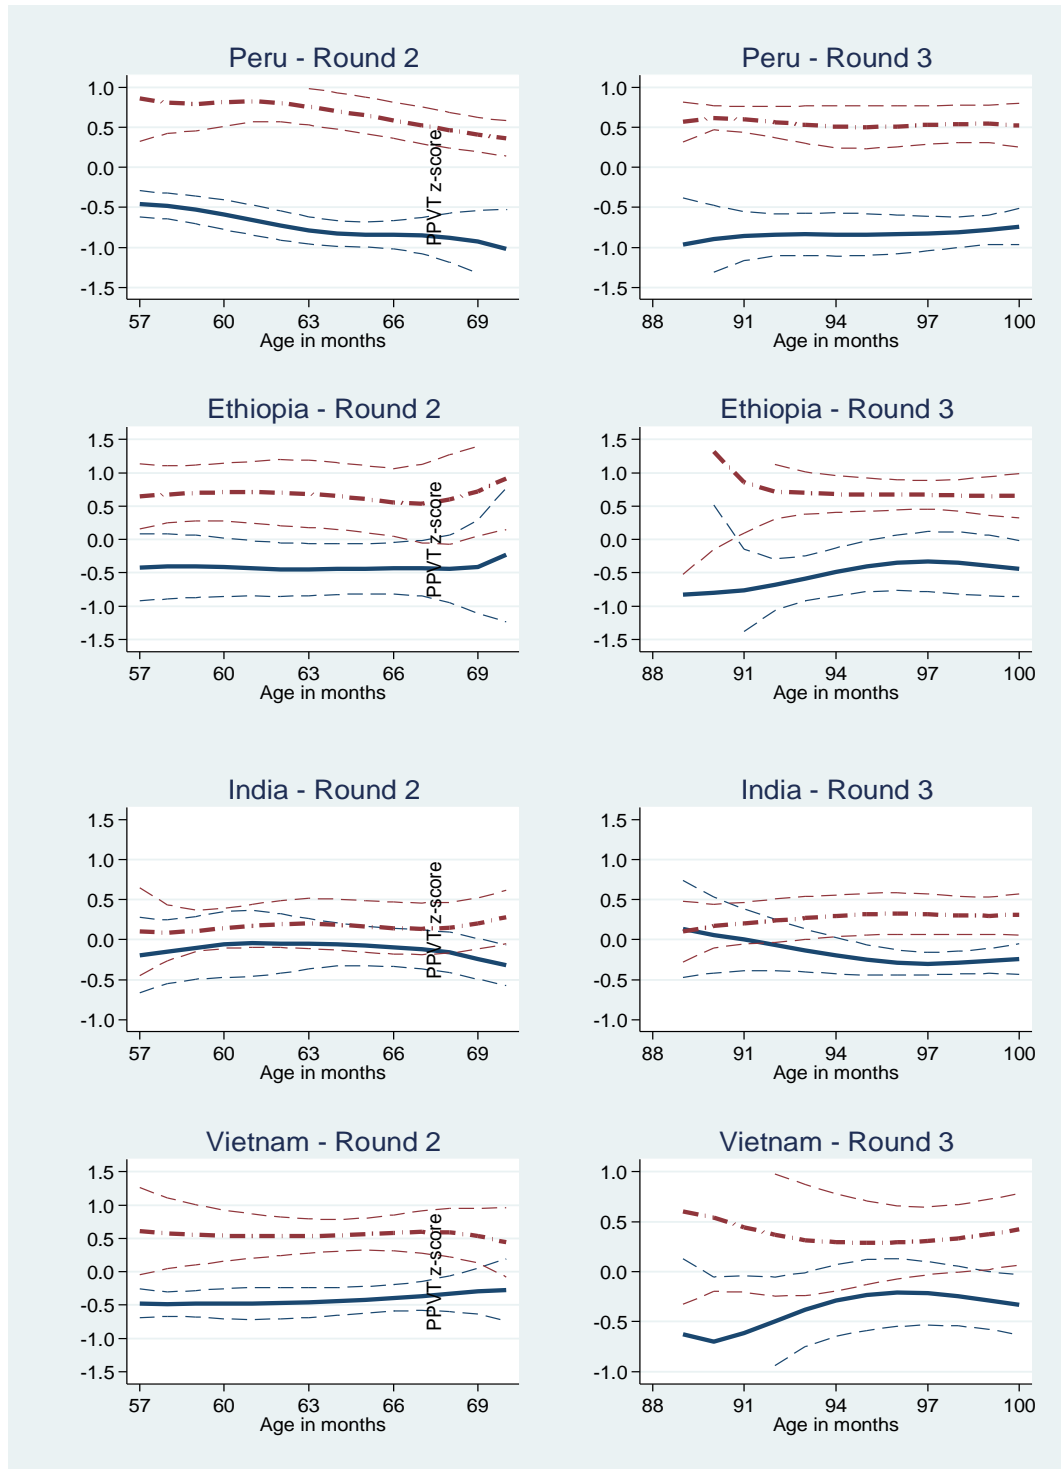 Peru - Round 2
1.0
0.5
0.0
-0.5
-1.0
-1.5
57 60 63 66 69
Age in months
PPVT z-score
Peru - Round 3
1.0
0.5
0.0
-0.5
-1.0
-1.5
88 91 94 97 100
Age in months
Ethiopia - Round 2
1.5
1.0
0.5
0.0
-0.5
-1.0
-1.5
57 60 63 66 69
Age in months
PPVT z-score
Ethiopia - Round 3
1.5
1.0
0.5
0.0
-0.5
-1.0
-1.5
88 91 94 97 100
Age in months
India - Round 2
1.5
1.0
0.5
0.0
-0.5
-1.0
57 60 63 66 69
Age in months
PPVT z-score
India - Round 3
1.5
1.0
0.5
0.0
-0.5
-1.0
88 91 94 97 100
Age in months
Vietnam - Round 2
1.5
1.0
0.5
0.0
-0.5
-1.0
-1.5
57 60 63 66 69
Age in months
PPVT z-score
Vietnam - Round 3
1.0
0.5
0.0
-0.5
-1.0
88 91 94 97 100
Age in months